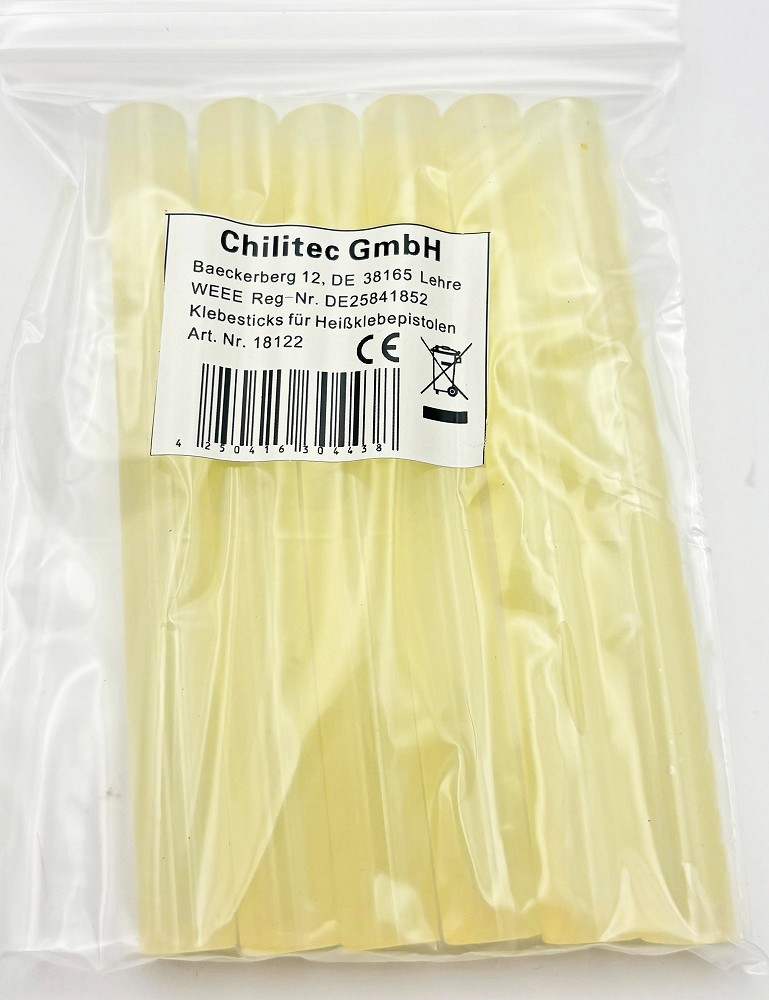 Chilitec GmbH
Baeckerberg 12, DE 38165 Lehre
WEEE Reg-Nr. DE25841852
Klebesticks für Heißklebepistolen
Art. Nr. 18122
CE
4 250416 304438